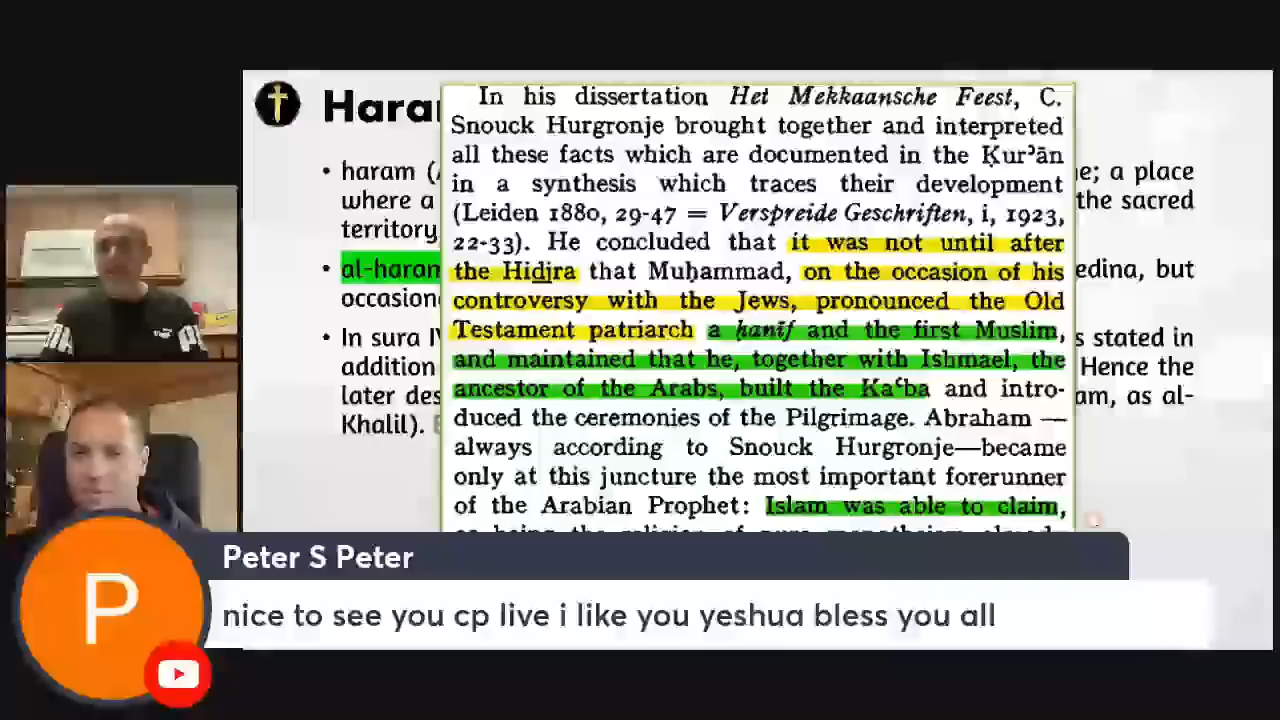 Haram
• haram (
e; a place
where a
the sacred
territory
• al-haram
edina, but
occasion
• In sura I
s stated in
addition
Hence the
later des
am, as al-
Khalil).
In his dissertation Het Mekkaansche Feest, C.
Snouck Hurgronje brought together and interpreted
all these facts which are documented in the Ḳurʾān
in a synthesis which traces their development
(Leiden 1880, 29-47 = Verspreide Geschriften, i, 1923,
22-33). He concluded that it was not until after
the Hidjra that Muḥammad, on the occasion of his
controversy with the Jews, pronounced the Old
Testament patriarch a ḥanīf and the first Muslim,
and maintained that he, together with Ishmael, the
ancestor of the Arabs, built the Kaʿba and intro-
duced the ceremonies of the Pilgrimage. Abraham —
always according to Snouck Hurgronje—became
only at this juncture the most important forerunner
of the Arabian Prophet: Islam was able to claim,
P
Peter S Peter
nice to see you cp live i like you yeshua bless you all